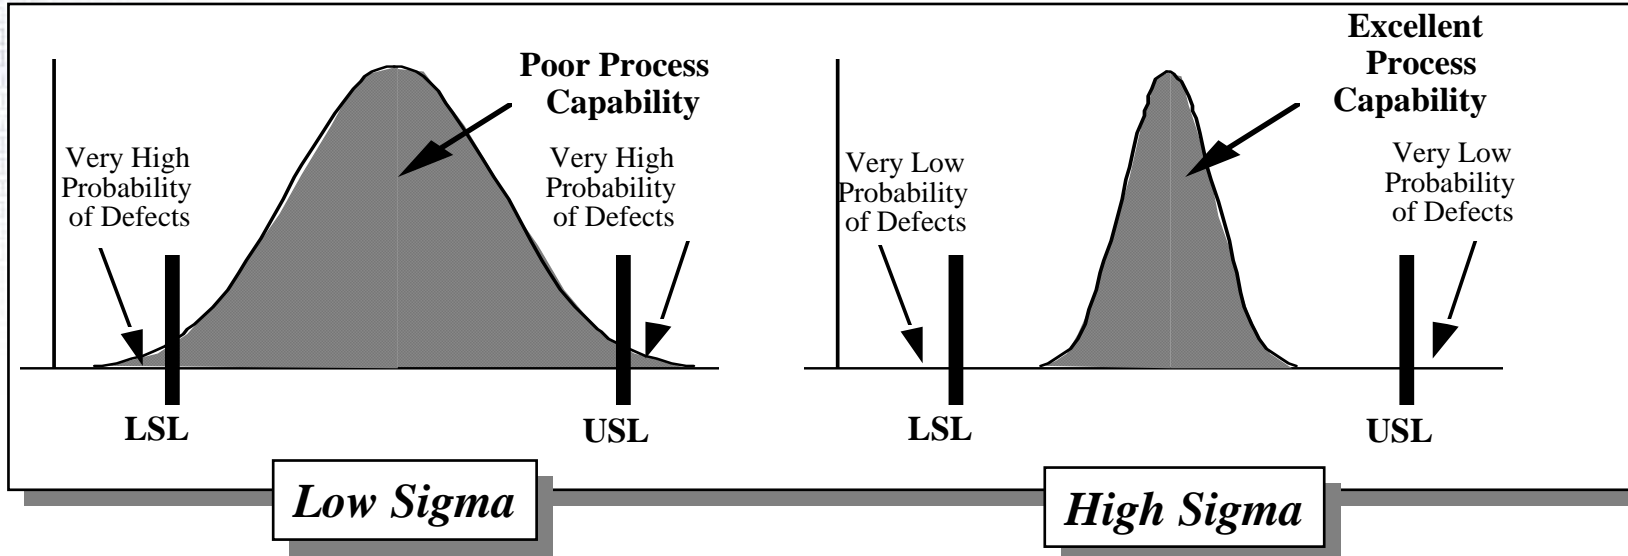 Poor Process
Capability
Very High
Probability
of Defects
Very High
Probability
of Defects
LSL
USL
Low Sigma
Excellent
Process
Capability
Very Low
Probability
of Defects
Very Low
Probability
of Defects
LSL
USL
High Sigma